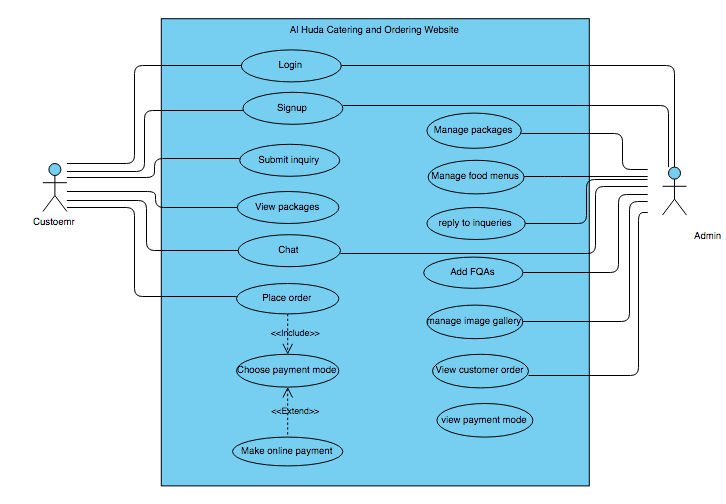 Al Huda Catering and Ordering Website
Login
Signup
Manage packages
Submit inquiry
Manage food menus
View packages
reply to inqueries
Custoemr
Admin
Chat
Add FQAs
Place order
manage image gallery
<<Include>>
Choose payment mode
View customer order
<<Extend>>
view payment mode
Make online payment